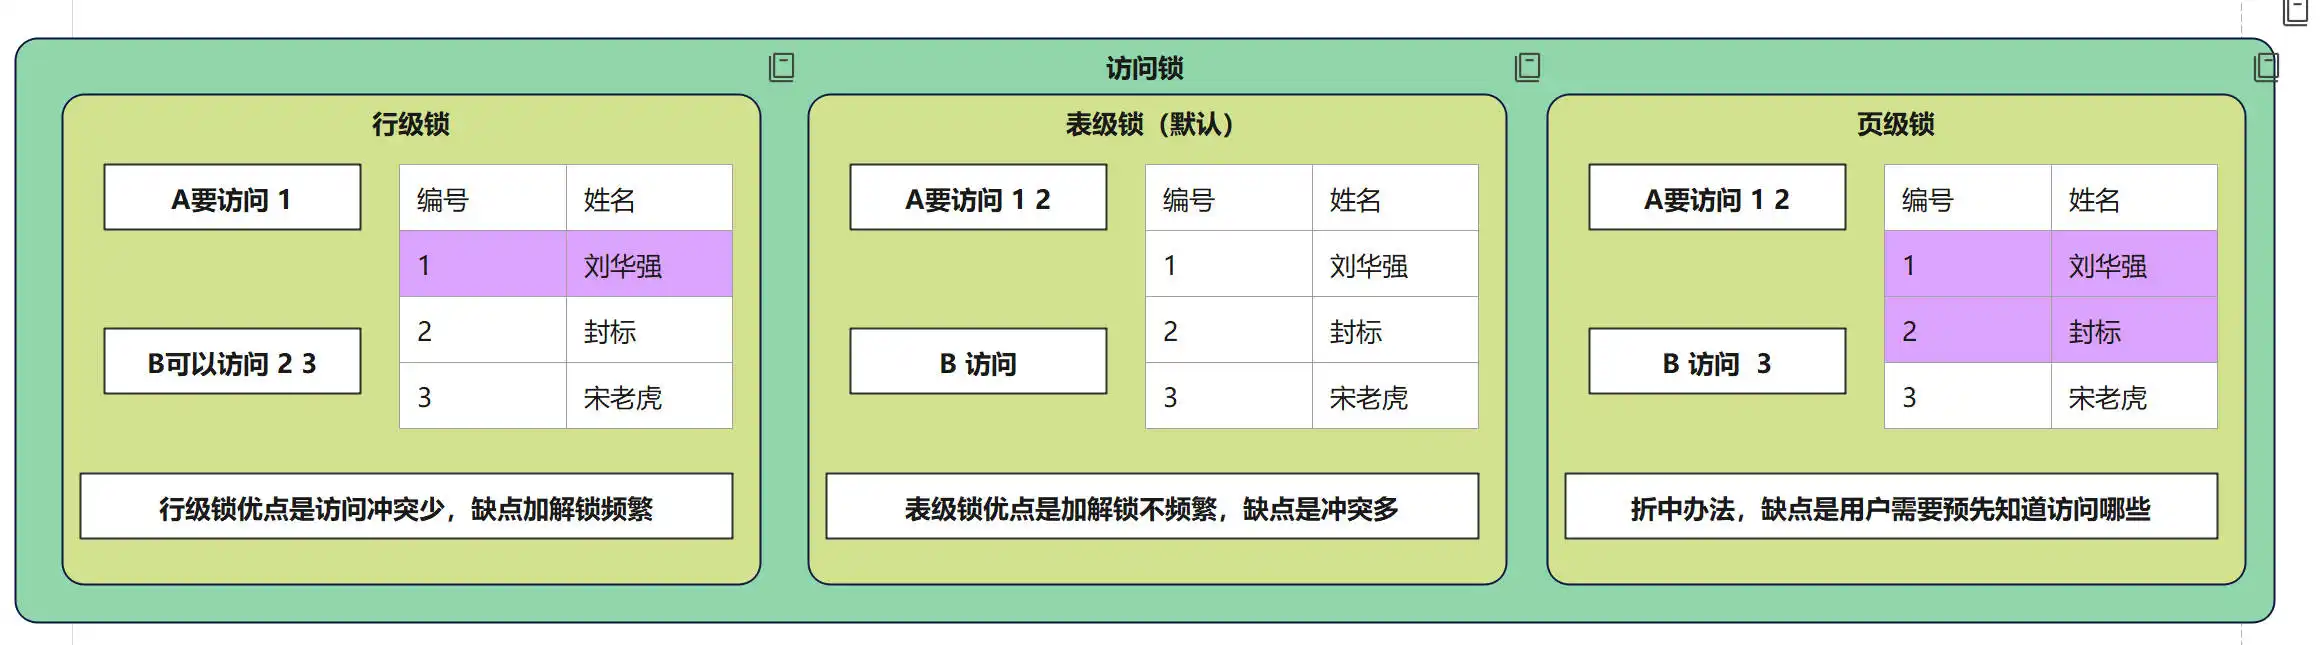 访问锁
行级锁
A要访问 1
B可以访问 2 3
编号 姓名
1 刘华强
2 封标
3 宋老虎
行级锁优点是访问冲突少，缺点加解锁频繁
表级锁（默认）
A要访问 1 2
B 访问
编号 姓名
1 刘华强
2 封标
3 宋老虎
表级锁优点是加解锁不频繁，缺点是冲突多
页级锁
A要访问 1 2
B 访问 3
编号 姓名
1 刘华强
2 封标
3 宋老虎
折中办法，缺点是用户需要预先知道访问哪些